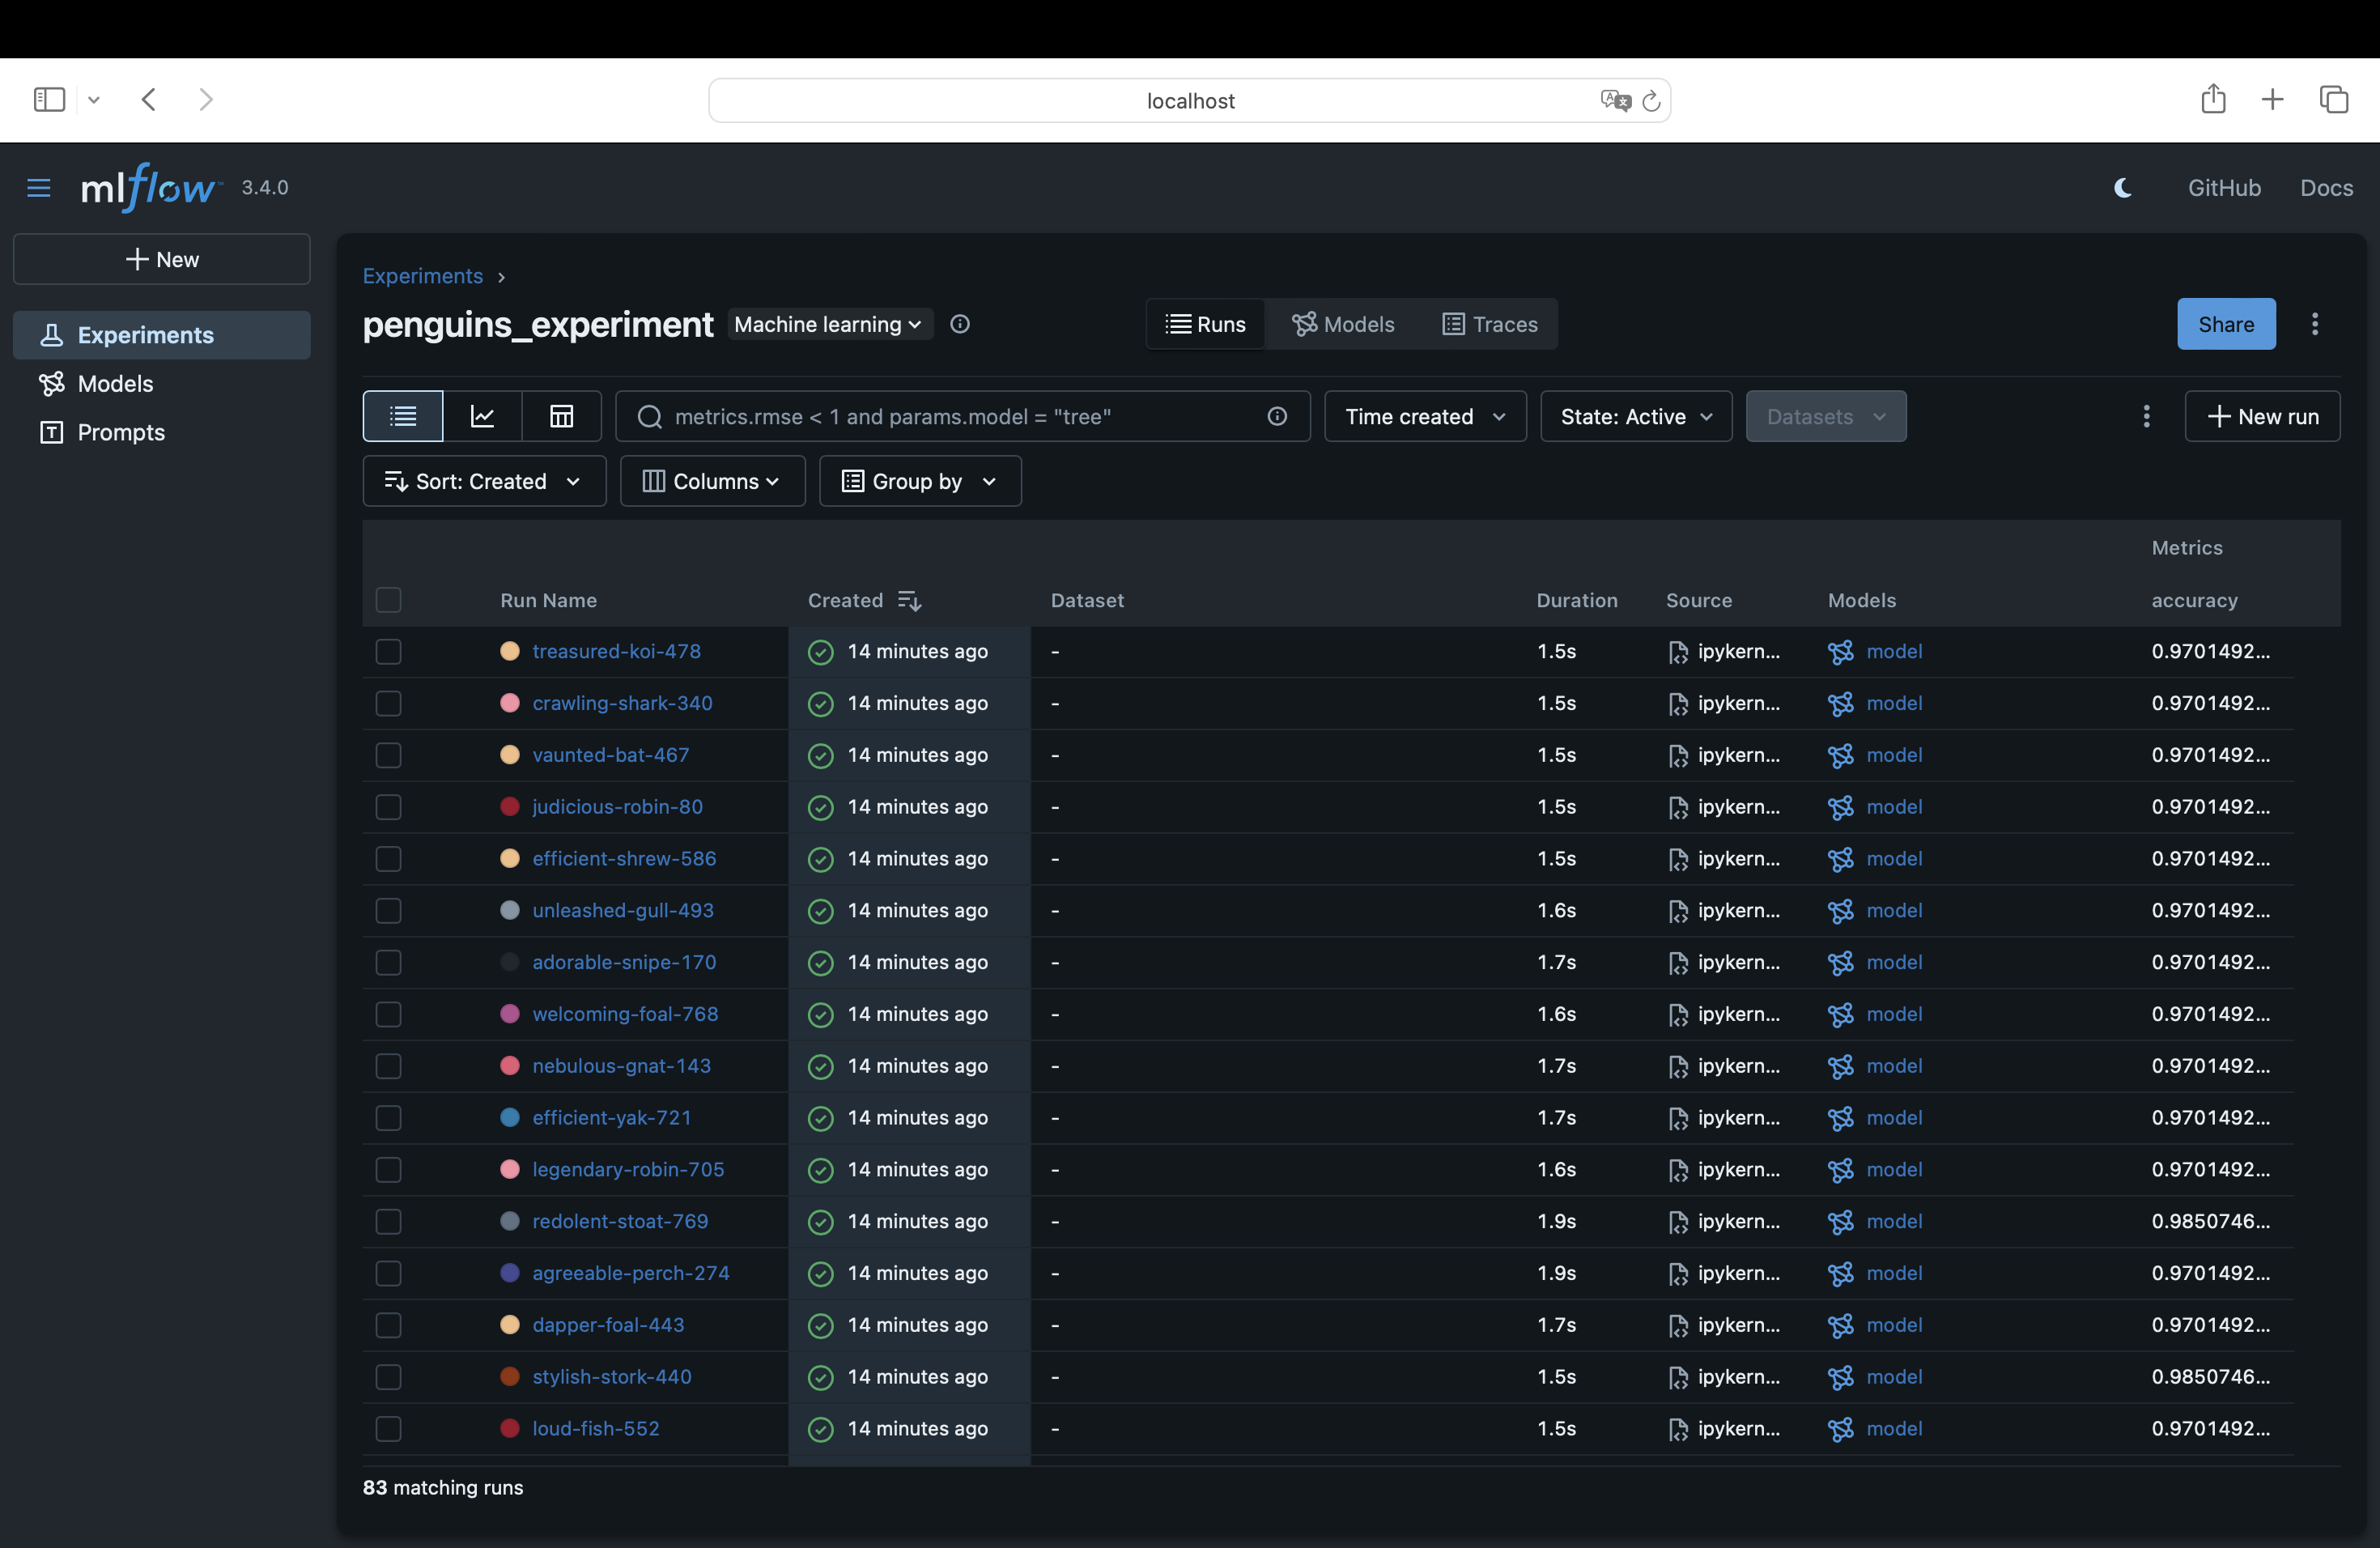 localhost
mlflow™ 3.4.0
GitHub Docs
New
Experiments
Models
Prompts
Experiments
penguins_experiment Machine learning
Runs Models Traces
Share
metrics.rmse < 1 and params.model = "tree"
Time created State: Active Datasets
New run
Sort: Created Columns Group by
Metrics
Run Name Created Dataset Duration Source Models accuracy
treasured-koi-478 14 minutes ago - 1.5s ipykern... model 0.9701492...
crawling-shark-340 14 minutes ago - 1.5s ipykern... model 0.9701492...
vaunted-bat-467 14 minutes ago - 1.5s ipykern... model 0.9701492...
judicious-robin-80 14 minutes ago - 1.5s ipykern... model 0.9701492...
efficient-shrew-586 14 minutes ago - 1.5s ipykern... model 0.9701492...
unleashed-gull-493 14 minutes ago - 1.6s ipykern... model 0.9701492...
adorable-snipe-170 14 minutes ago - 1.7s ipykern... model 0.9701492...
welcoming-foal-768 14 minutes ago - 1.6s ipykern... model 0.9701492...
nebulous-gnat-143 14 minutes ago - 1.7s ipykern... model 0.9701492...
efficient-yak-721 14 minutes ago - 1.7s ipykern... model 0.9701492...
legendary-robin-705 14 minutes ago - 1.6s ipykern... model 0.9701492...
redolent-stoat-769 14 minutes ago - 1.9s ipykern... model 0.9850746...
agreeable-perch-274 14 minutes ago - 1.9s ipykern... model 0.9701492...
dapper-foal-443 14 minutes ago - 1.7s ipykern... model 0.9701492...
stylish-stork-440 14 minutes ago - 1.5s ipykern... model 0.9850746...
loud-fish-552 14 minutes ago - 1.5s ipykern... model 0.9701492...
83 matching runs